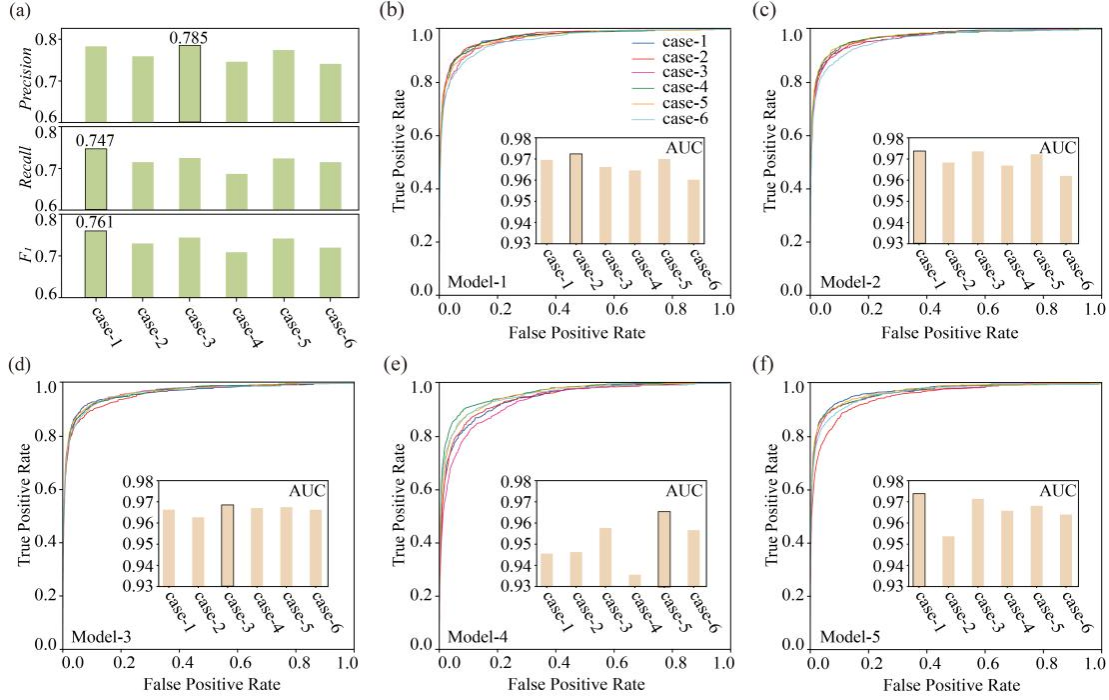 (a)
0.8
0.7
0.6
Precision
0.785
0.8
0.7
0.6
Recall
0.747
0.8
0.7
0.6
F1
0.761
case-1
case-2
case-3
case-4
case-5
case-6
(b)
1.0
0.8
0.6
0.4
0.2
0.0
True Positive Rate
case-1
case-2
case-3
case-4
case-5
case-6
AUC
0.98
0.97
0.96
0.95
0.94
0.93
case-1
case-2
case-3
case-4
case-5
case-6
Model-1
0.0 0.2 0.4 0.6 0.8 1.0
False Positive Rate
(c)
1.0
0.8
0.6
0.4
0.2
0.0
True Positive Rate
AUC
0.98
0.97
0.96
0.95
0.94
0.93
case-1
case-2
case-3
case-4
case-5
case-6
Model-2
0.0 0.2 0.4 0.6 0.8 1.0
False Positive Rate
(d)
1.0
0.8
0.6
0.4
0.2
0.0
True Positive Rate
AUC
0.98
0.97
0.96
0.95
0.94
0.93
case-1
case-2
case-3
case-4
case-5
case-6
Model-3
0.0 0.2 0.4 0.6 0.8 1.0
False Positive Rate
(e)
1.0
0.8
0.6
0.4
0.2
0.0
True Positive Rate
AUC
0.98
0.97
0.96
0.95
0.94
0.93
case-1
case-2
case-3
case-4
case-5
case-6
Model-4
0.0 0.2 0.4 0.6 0.8 1.0
False Positive Rate
(f)
1.0
0.8
0.6
0.4
0.2
0.0
True Positive Rate
AUC
0.98
0.97
0.96
0.95
0.94
0.93
case-1
case-2
case-3
case-4
case-5
case-6
Model-5
0.0 0.2 0.4 0.6 0.8 1.0
False Positive Rate